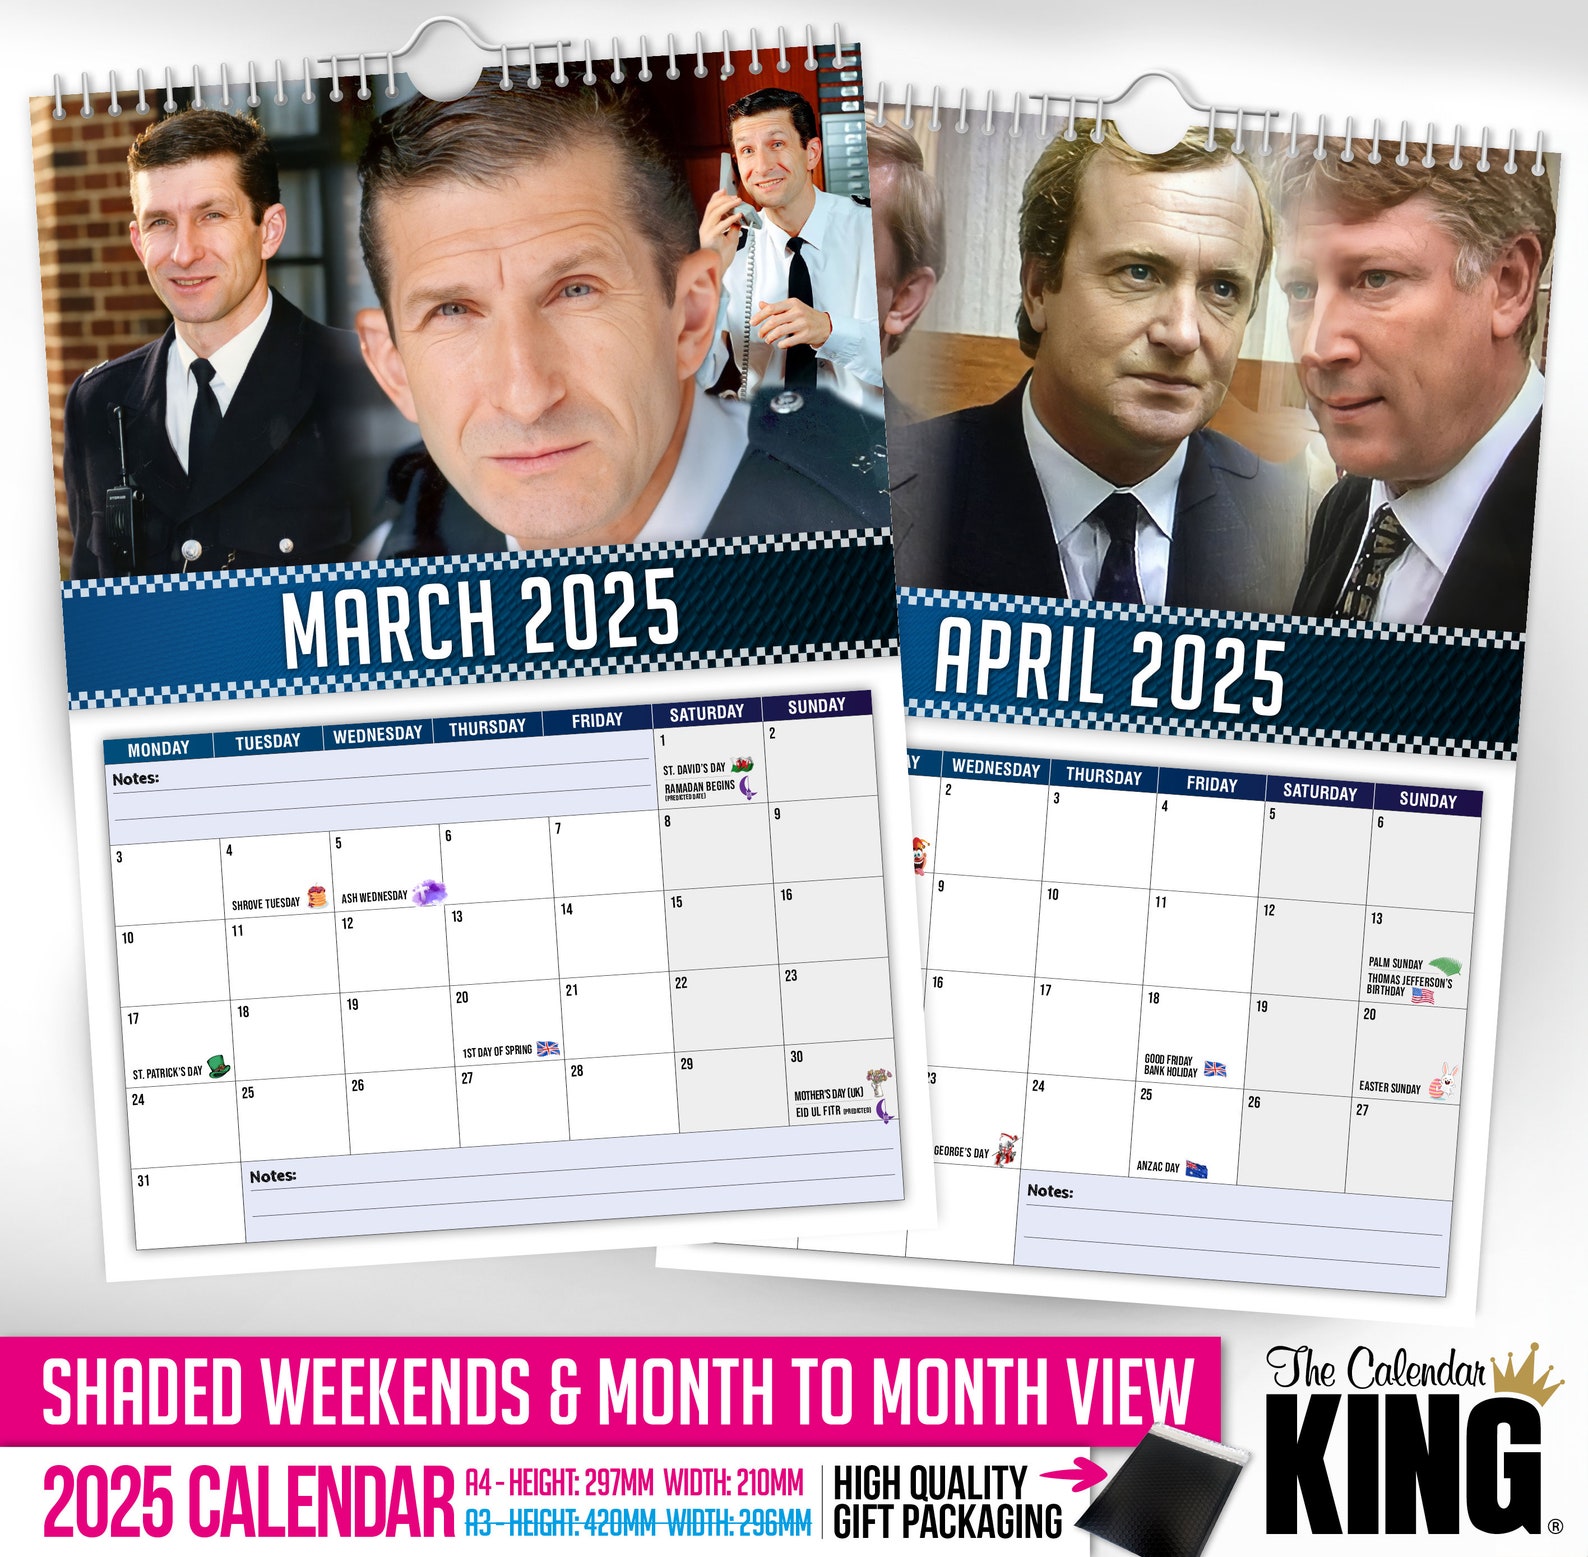 MARCH 2025
MONDAY TUESDAY WEDNESDAY THURSDAY FRIDAY SATURDAY SUNDAY
Notes:
1 2
ST. DAVID'S DAY
RAMADAN BEGINS
(PREDICTED DATE)
3 4 5 6 7 8 9
SHROVE TUESDAY ASH WEDNESDAY
10 11 12 13 14 15 16
17 18 19 20 21 22 23
ST. PATRICK'S DAY 1ST DAY OF SPRING
24 25 26 27 28 29 30
MOTHER'S DAY (UK)
EID UL FITR (PREDICTED)
31
Notes:
APRIL 2025
AY WEDNESDAY THURSDAY FRIDAY SATURDAY SUNDAY
2 3 4 5 6
9 10 11 12 13
PALM SUNDAY
THOMAS JEFFERSON'S
BIRTHDAY
16 17 18 19 20
GOOD FRIDAY
BANK HOLIDAY
EASTER SUNDAY
23 24 25 26 27
GEORGE'S DAY ANZAC DAY
Notes:
SHADED WEEKENDS & MONTH TO MONTH VIEW
2025 CALENDAR
A4 - HEIGHT: 297MM WIDTH: 210MM
A3 - HEIGHT: 420MM WIDTH: 296MM
HIGH QUALITY
GIFT PACKAGING
The Calendar
KING®